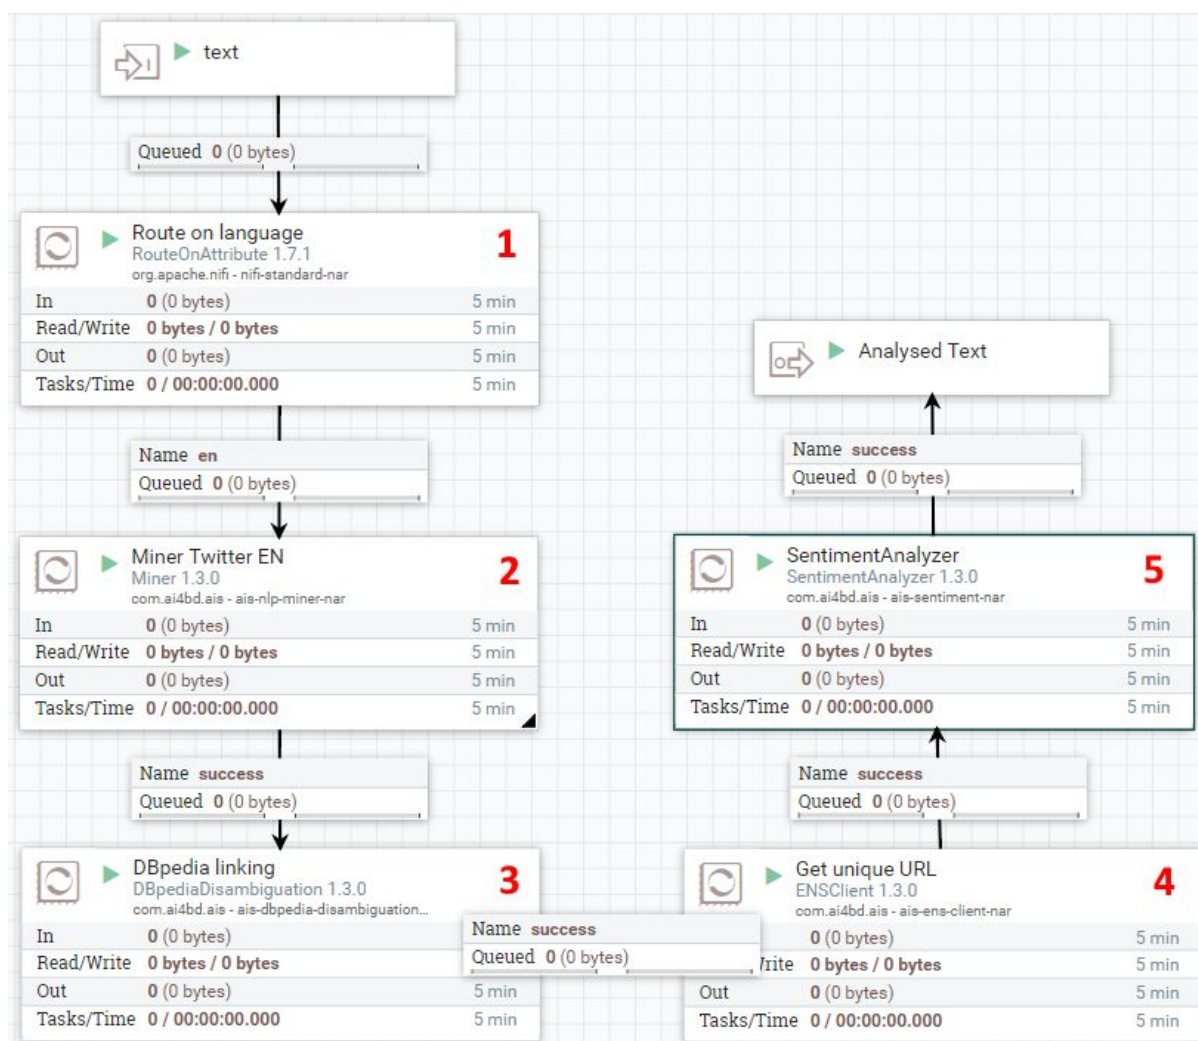 text
Queued 0 (0 bytes)
Route on language
1
RouteOnAttribute 1.7.1
org.apache.nifi - nifi-standard-nar
In 0 (0 bytes) 5 min
Read/Write 0 bytes / 0 bytes 5 min
Out 0 (0 bytes) 5 min
Tasks/Time 0 / 00:00:00.000 5 min
Name en
Queued 0 (0 bytes)
Miner Twitter EN
2
Miner 1.3.0
com.ai4bd.ais - ais-nlp-miner-nar
In 0 (0 bytes) 5 min
Read/Write 0 bytes / 0 bytes 5 min
Out 0 (0 bytes) 5 min
Tasks/Time 0 / 00:00:00.000 5 min
Name success
Queued 0 (0 bytes)
DBpedia linking
3
DBpediaDisambiguation 1.3.0
com.ai4bd.ais - ais-dbpedia-disambiguation...
In 0 (0 bytes)
Read/Write 0 bytes / 0 bytes
Out 0 (0 bytes) 5 min
Tasks/Time 0 / 00:00:00.000 5 min
Name success
Queued 0 (0 bytes)
Get unique URL
4
ENSClient 1.3.0
com.ai4bd.ais - ais-ens-client-nar
0 (0 bytes) 5 min
rite 0 bytes / 0 bytes 5 min
Out 0 (0 bytes) 5 min
Tasks/Time 0 / 00:00:00.000 5 min
Name success
Queued 0 (0 bytes)
SentimentAnalyzer
5
SentimentAnalyzer 1.3.0
com.ai4bd.ais - ais-sentiment-nar
In 0 (0 bytes) 5 min
Read/Write 0 bytes / 0 bytes 5 min
Out 0 (0 bytes) 5 min
Tasks/Time 0 / 00:00:00.000 5 min
Name success
Queued 0 (0 bytes)
Analysed Text